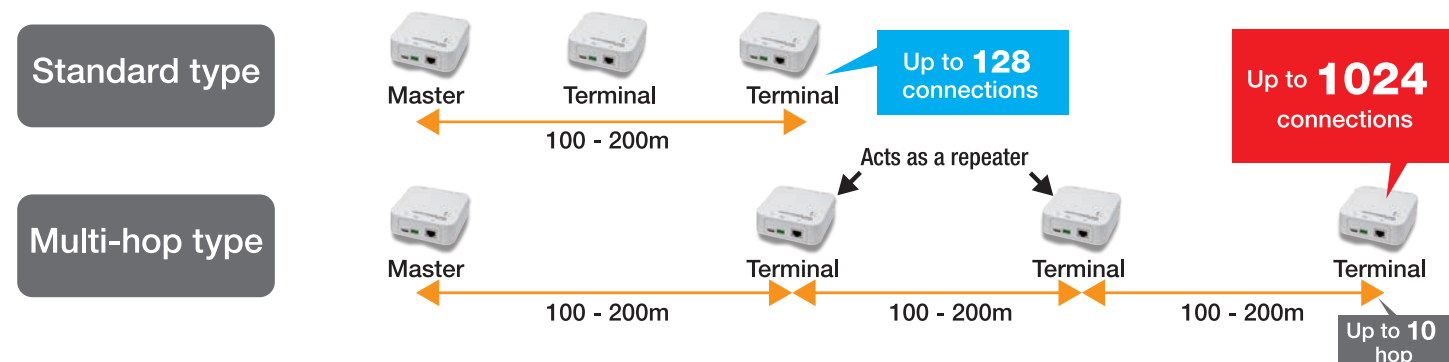 Standard type
Master
Terminal
Terminal
Up to 128
connections
100 - 200m
Up to 1024
connections
Acts as a repeater
Multi-hop type
Master
Terminal
Terminal
Terminal
100 - 200m
100 - 200m
100 - 200m
Up to 10
hop